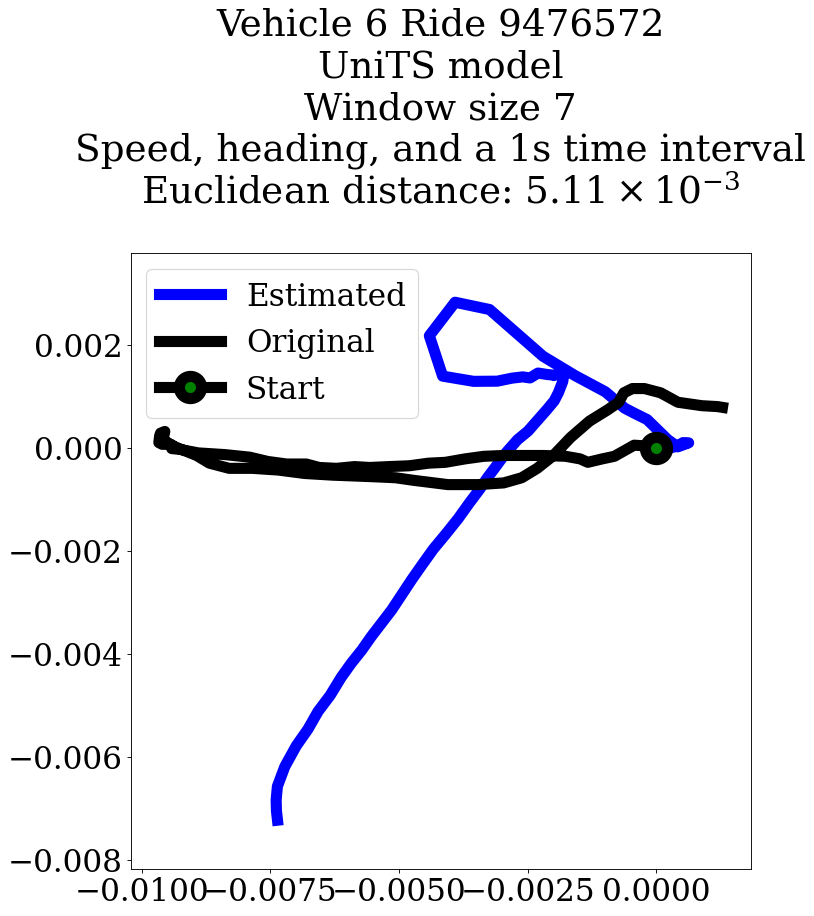 Vehicle 6 Ride 9476572
UniTS model
Window size 7
Speed, heading, and a 1s time interval
Euclidean distance: 5.11 × 10⁻³
Estimated
Original
Start
0.002
0.000
−0.002
−0.004
−0.006
−0.008
−0.0100 −0.0075 −0.0050 −0.0025 0.0000